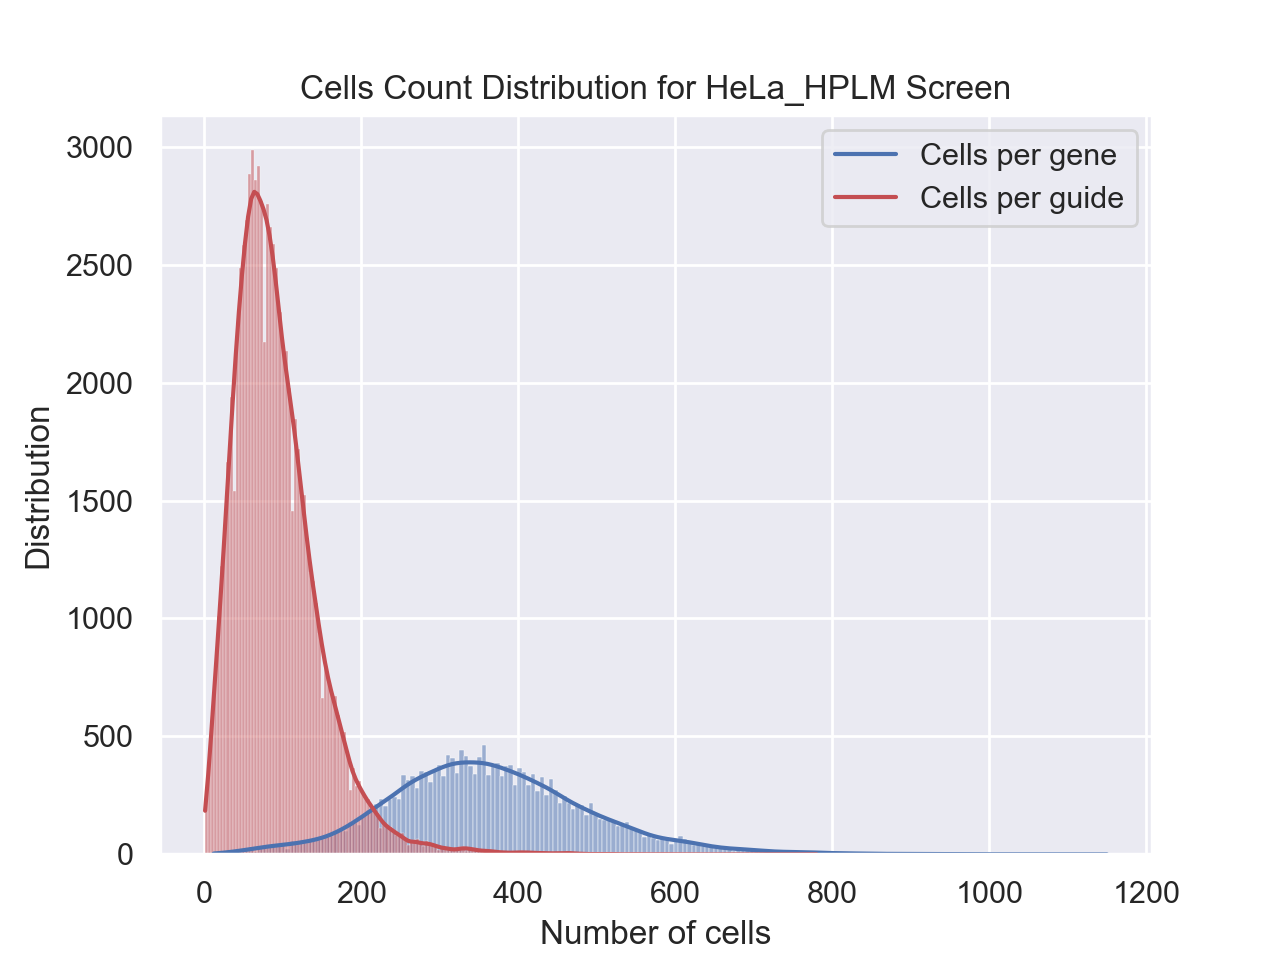 Cells Count Distribution for HeLa_HPLM Screen
Cells per gene
Cells per guide
Distribution
3000
2500
2000
1500
1000
500
0
0 200 400 600 800 1000 1200
Number of cells